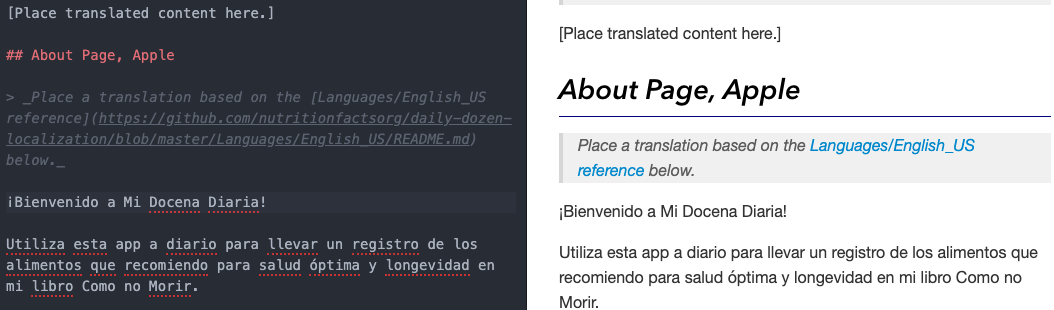 [Place translated content here.]
## About Page, Apple
> _Place a translation based on the [Languages/English_US
reference](https://github.com/nutritionfactsorg/daily-dozen-
localization/blob/master/Languages/English_US/README.md)
below._
¡Bienvenido a Mi Docena Diaria!
Utiliza esta app a diario para llevar un registro de los
alimentos que recomiendo para salud óptima y longevidad en
mi libro Como no Morir.
[Place translated content here.]
About Page, Apple
Place a translation based on the Languages/English_US
reference below.
¡Bienvenido a Mi Docena Diaria!
Utiliza esta app a diario para llevar un registro de los alimentos que
recomiendo para salud óptima y longevidad en mi libro Como no
Morir.